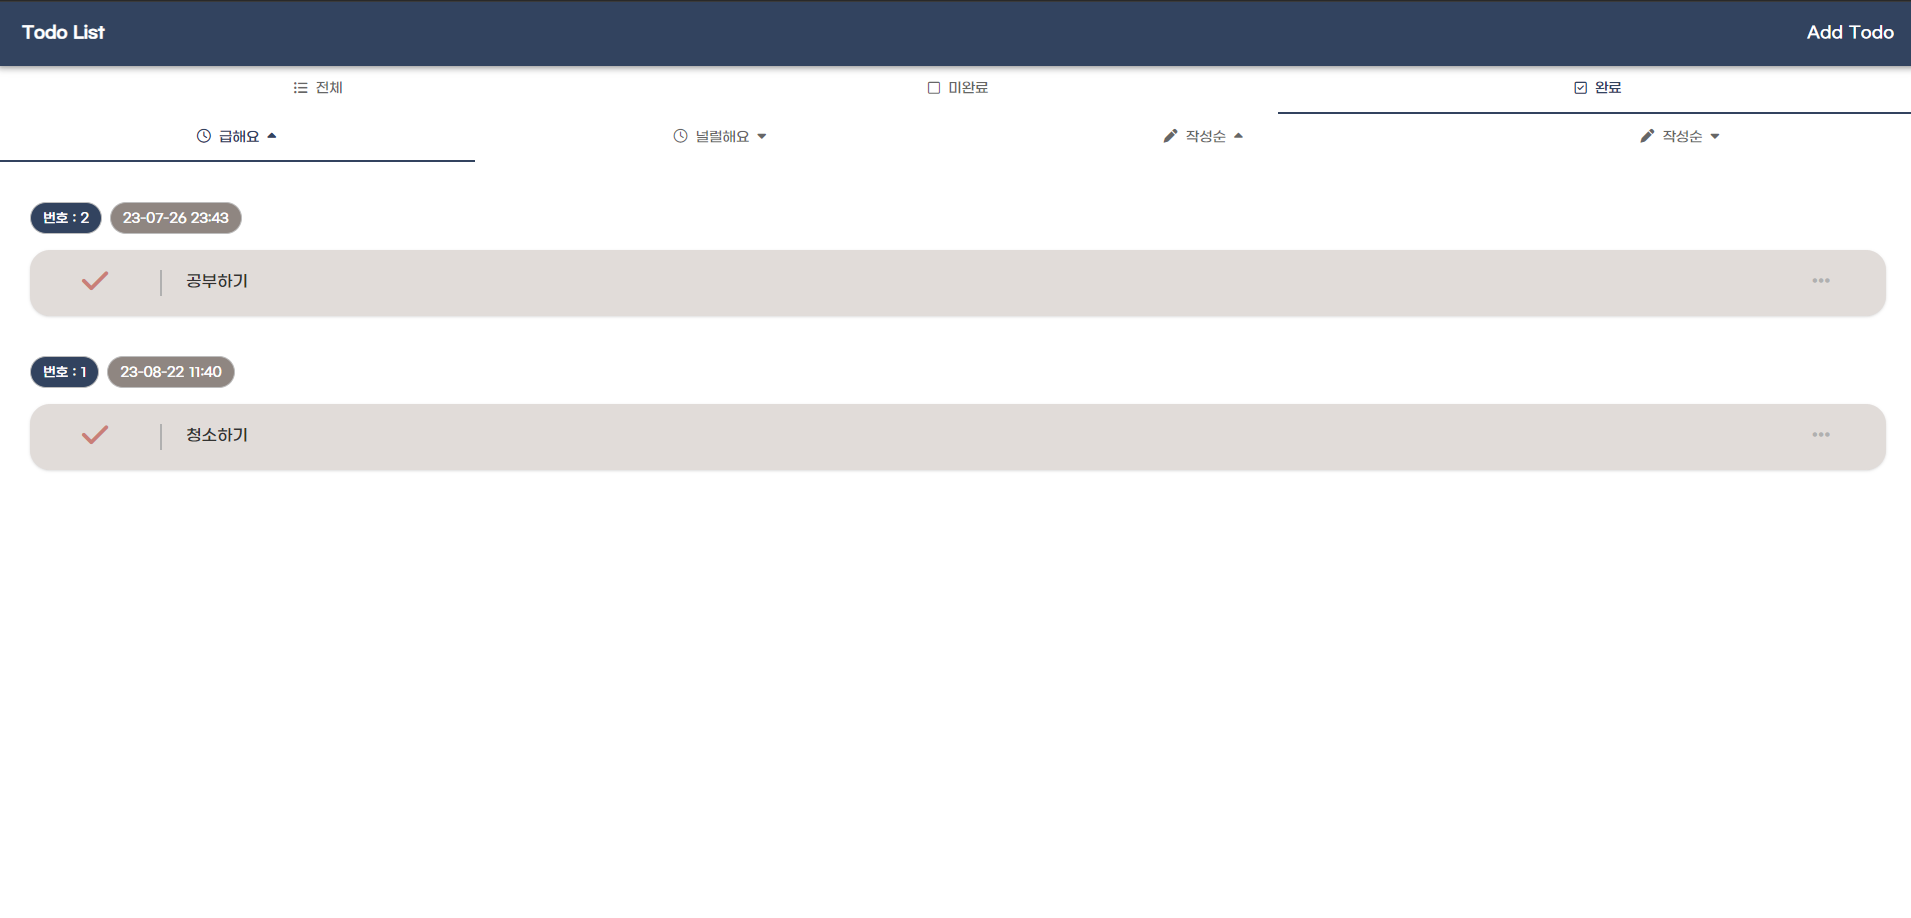 Todo List Add Todo
전체 미완료 완료
급해요 널럴해요 작성순 작성순
번호 : 2 23-07-26 23:43
공부하기
번호 : 1 23-08-22 11:40
청소하기